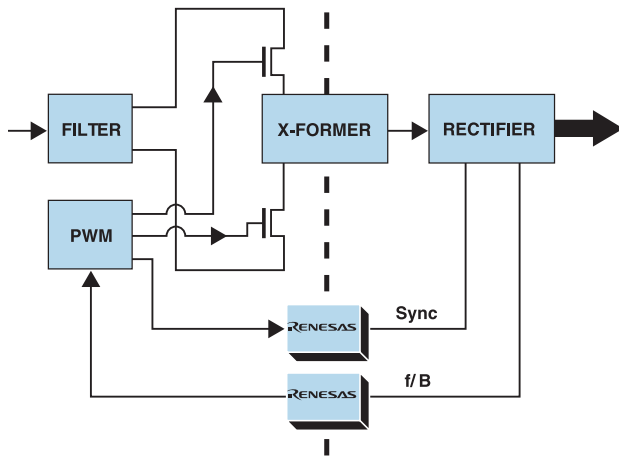 FILTER
X-FORMER
RECTIFIER
PWM
RENESAS
Sync
RENESAS
f/B